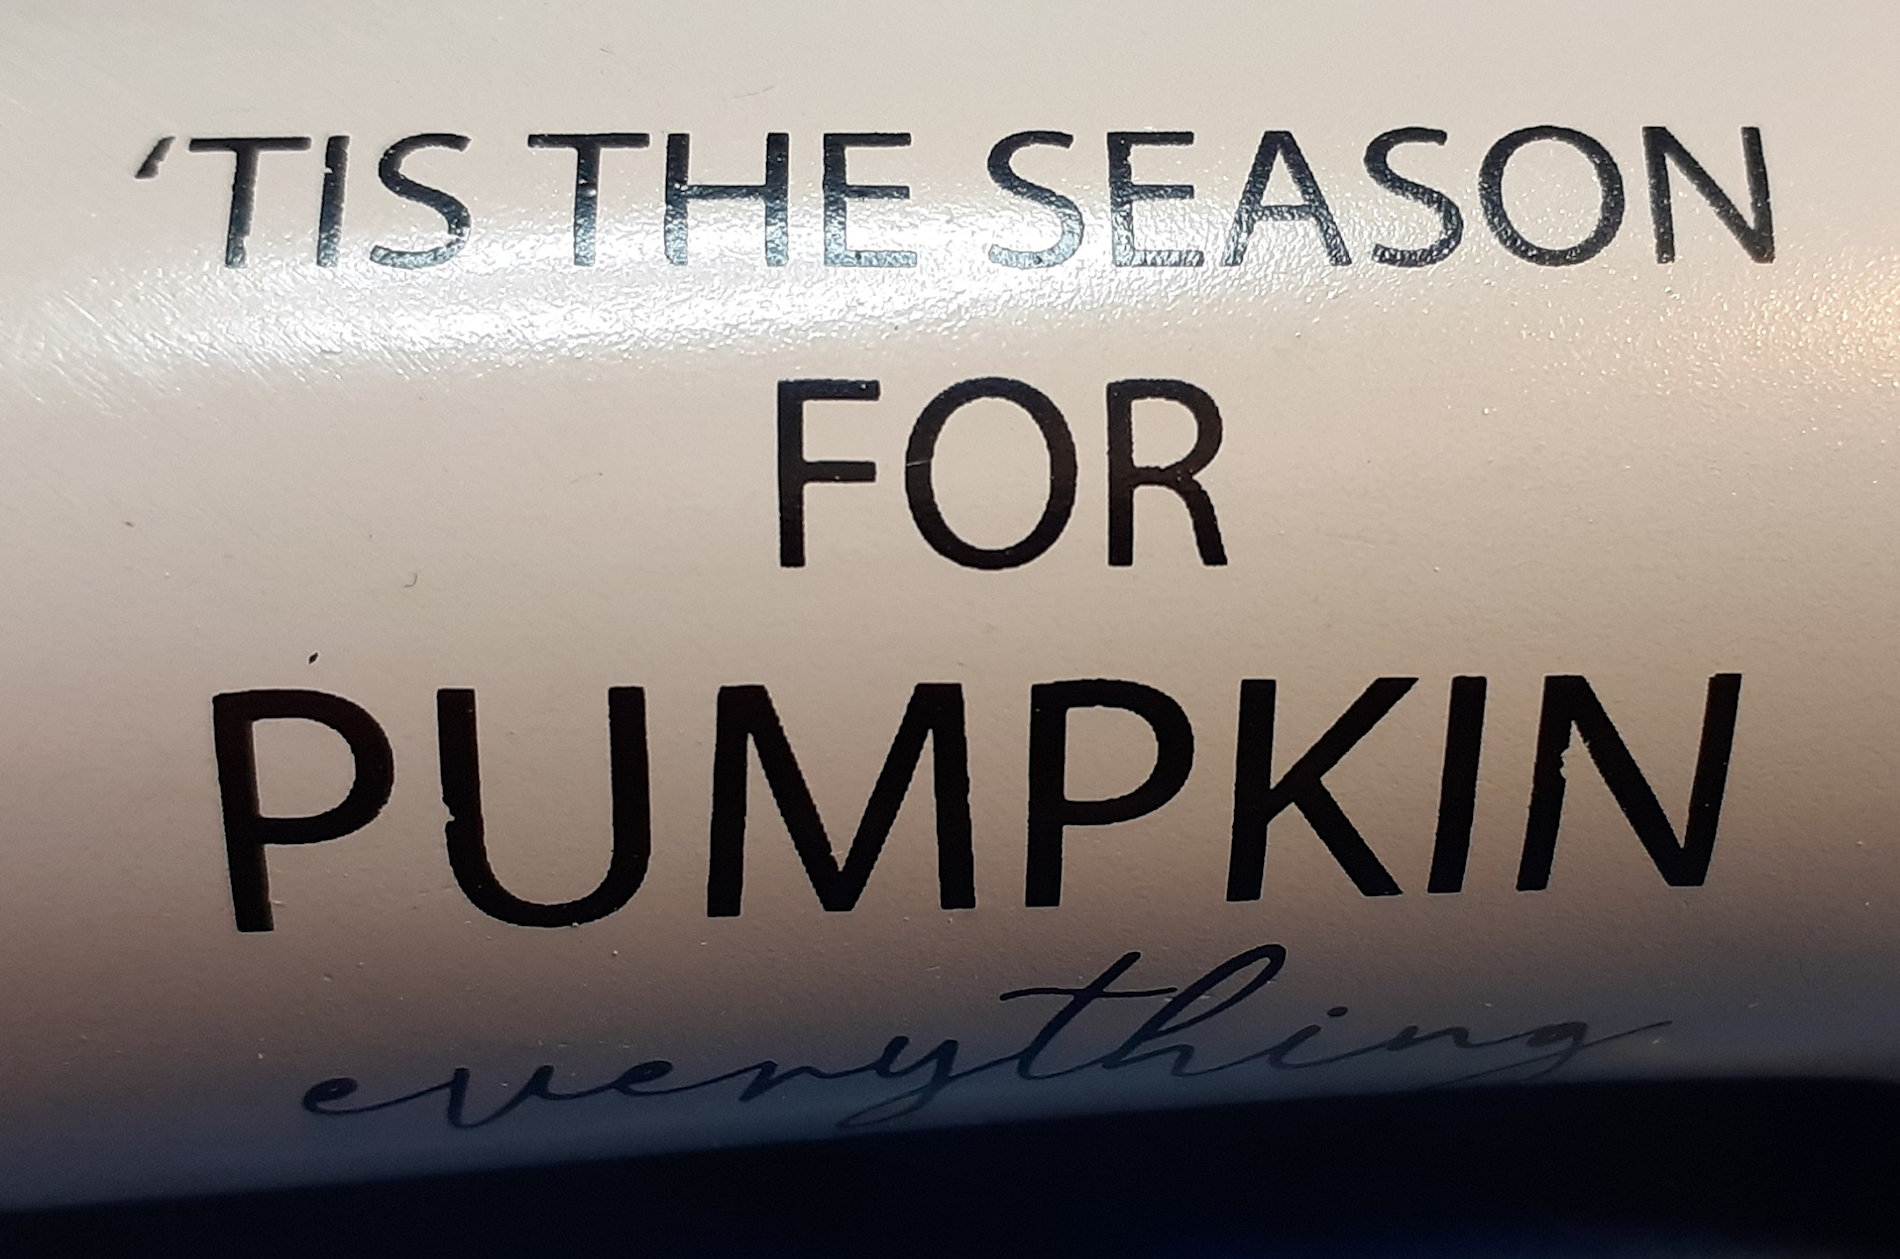 ‘TIS THE SEASON
FOR
PUMPKIN
everything